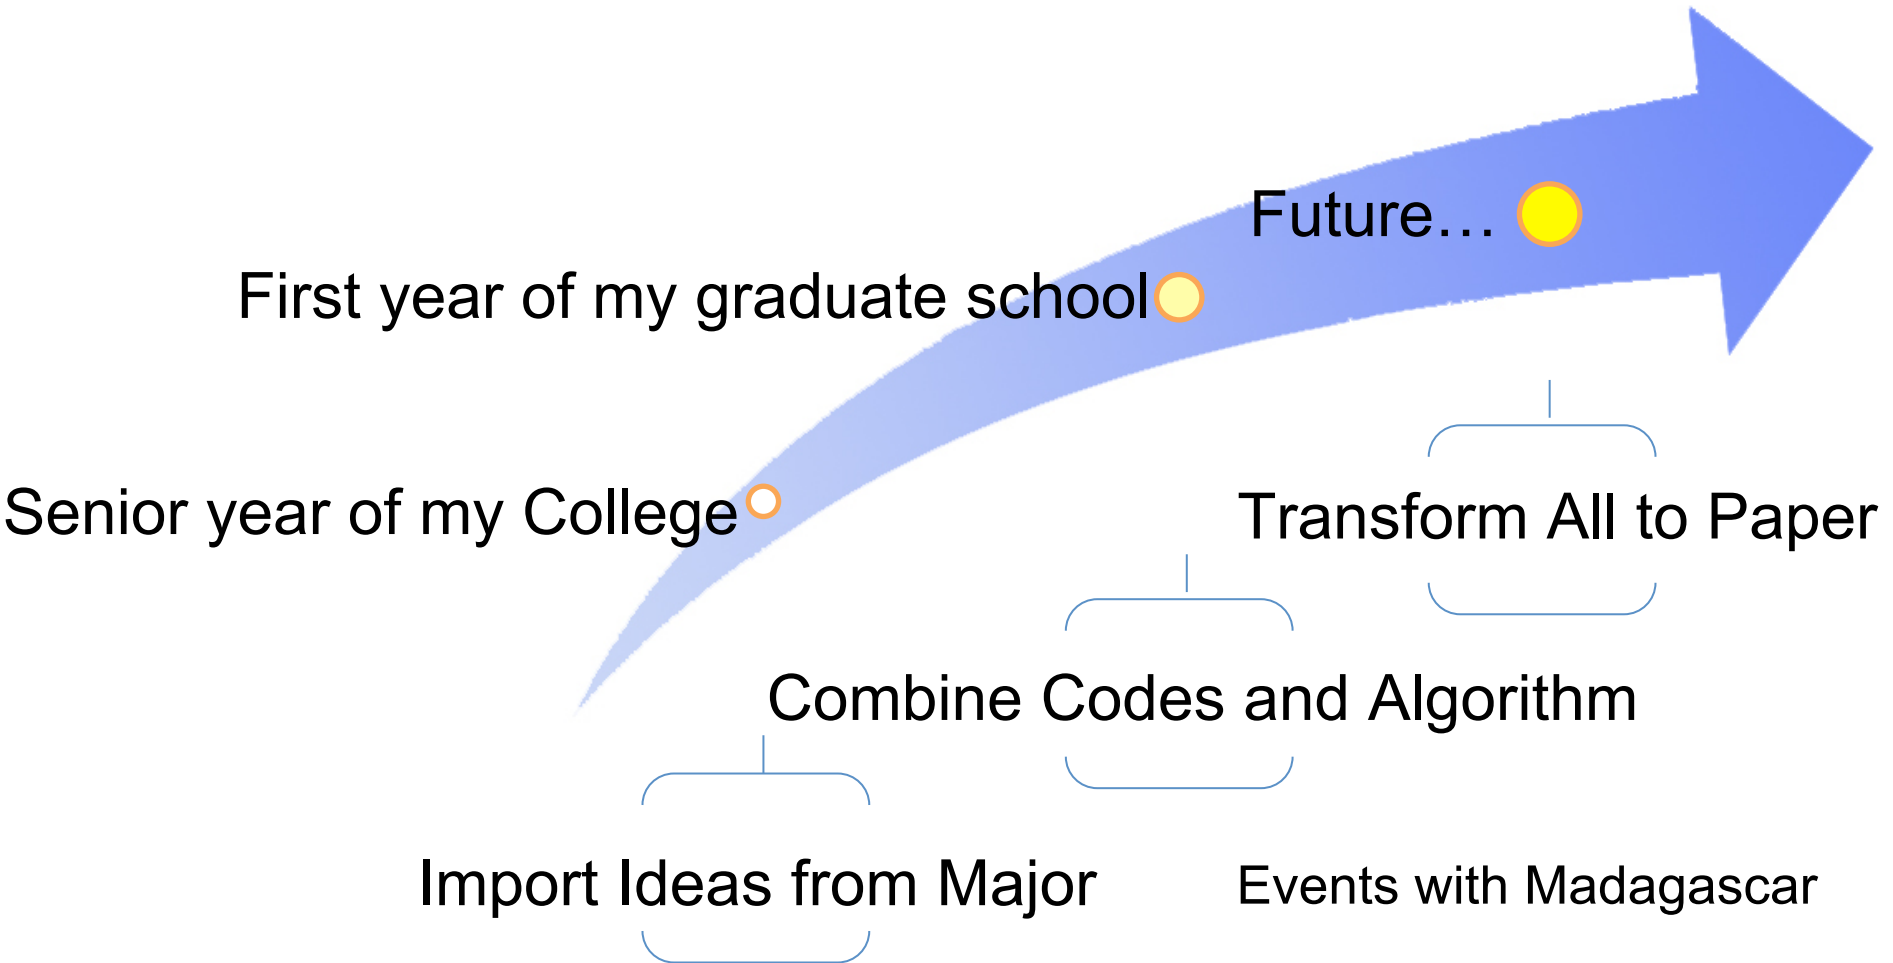 Future…
First year of my graduate school
Senior year of my College
Transform All to Paper
Combine Codes and Algorithm
Import Ideas from Major
Events with Madagascar